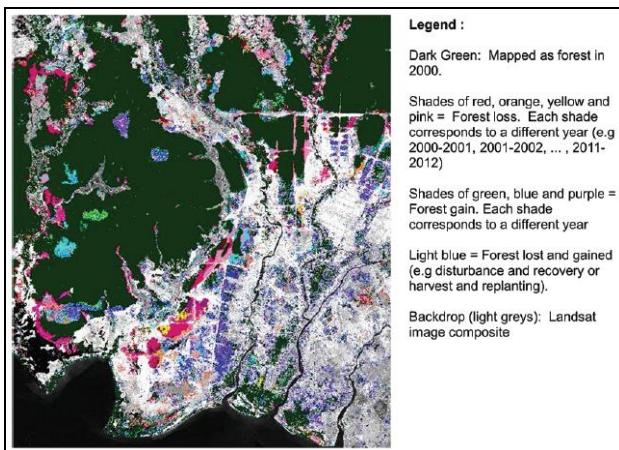 Legend :
Dark Green: Mapped as forest in
2000.
Shades of red, orange, yellow and
pink = Forest loss. Each shade
corresponds to a different year (e.g
2000-2001, 2001-2002, ... , 2011-
2012)
Shades of green, blue and purple =
Forest gain. Each shade
corresponds to a different year
Light blue = Forest lost and gained
(e.g disturbance and recovery or
harvest and replanting).
Backdrop (light greys): Landsat
image composite